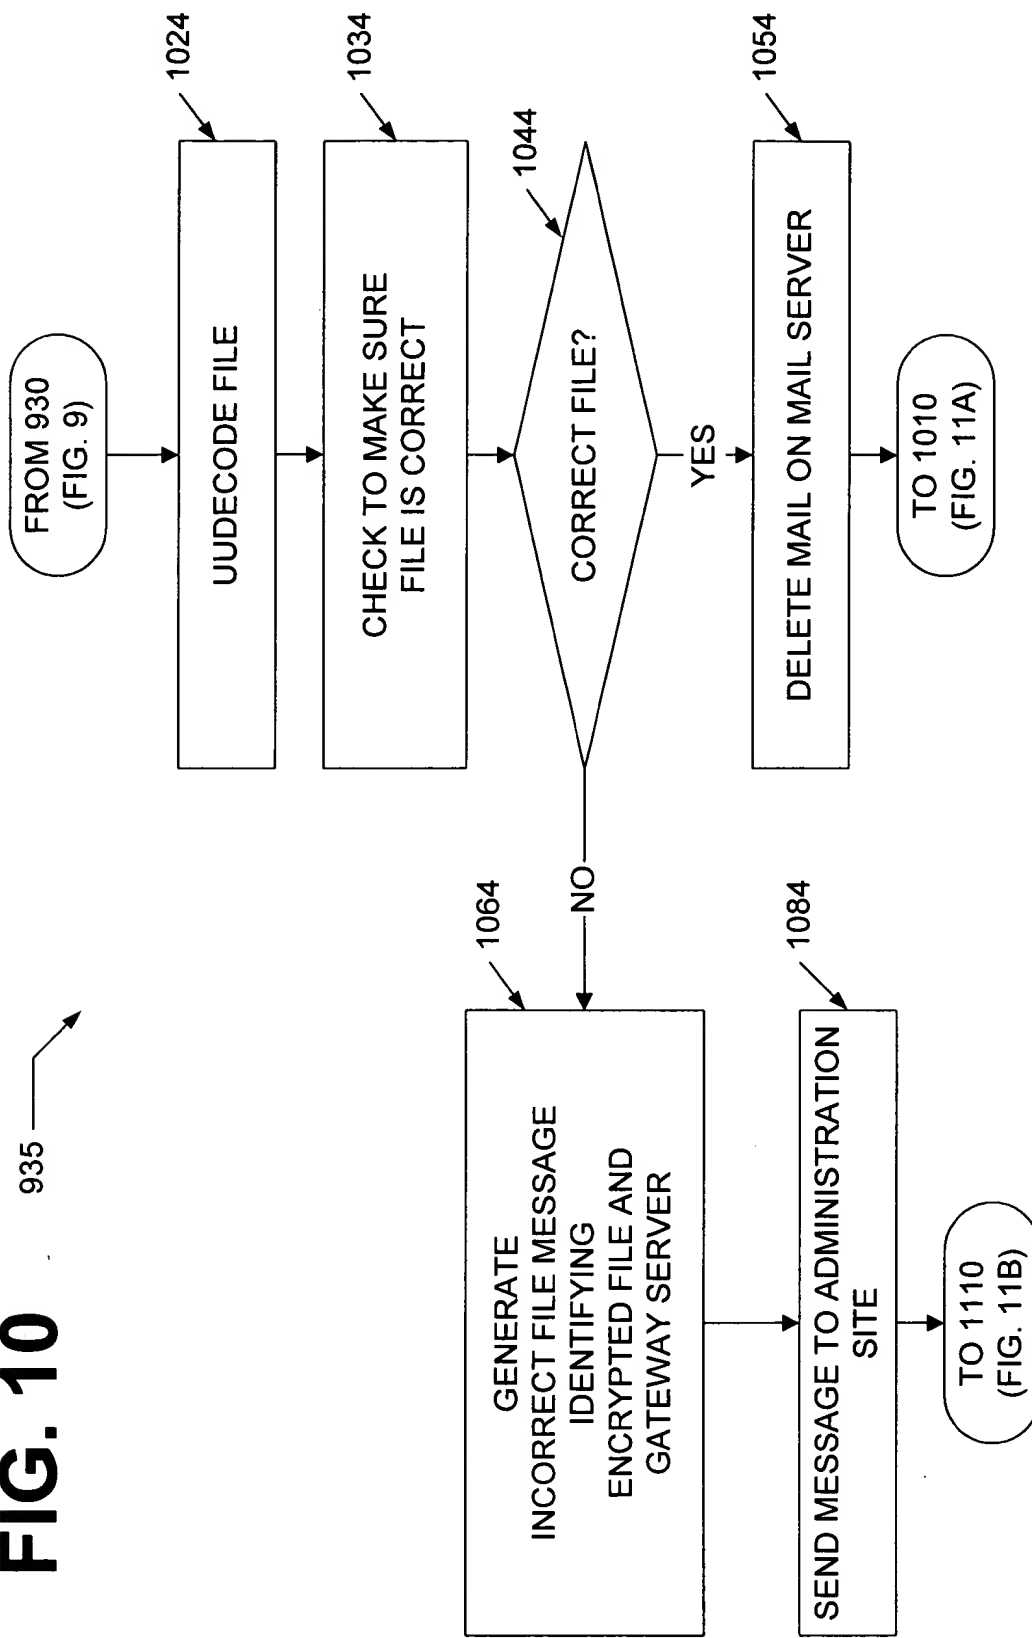 FIG. 10
935
FROM 930
(FIG. 9)
1024
UUDECODE FILE
1034
CHECK TO MAKE SURE
FILE IS CORRECT
1044
CORRECT FILE?
NO
YES
1054
DELETE MAIL ON MAIL SERVER
TO 1010
(FIG. 11A)
1064
GENERATE
INCORRECT FILE MESSAGE
IDENTIFYING
ENCRYPTED FILE AND
GATEWAY SERVER
1084
SEND MESSAGE TO ADMINISTRATION
SITE
TO 1110
(FIG. 11B)